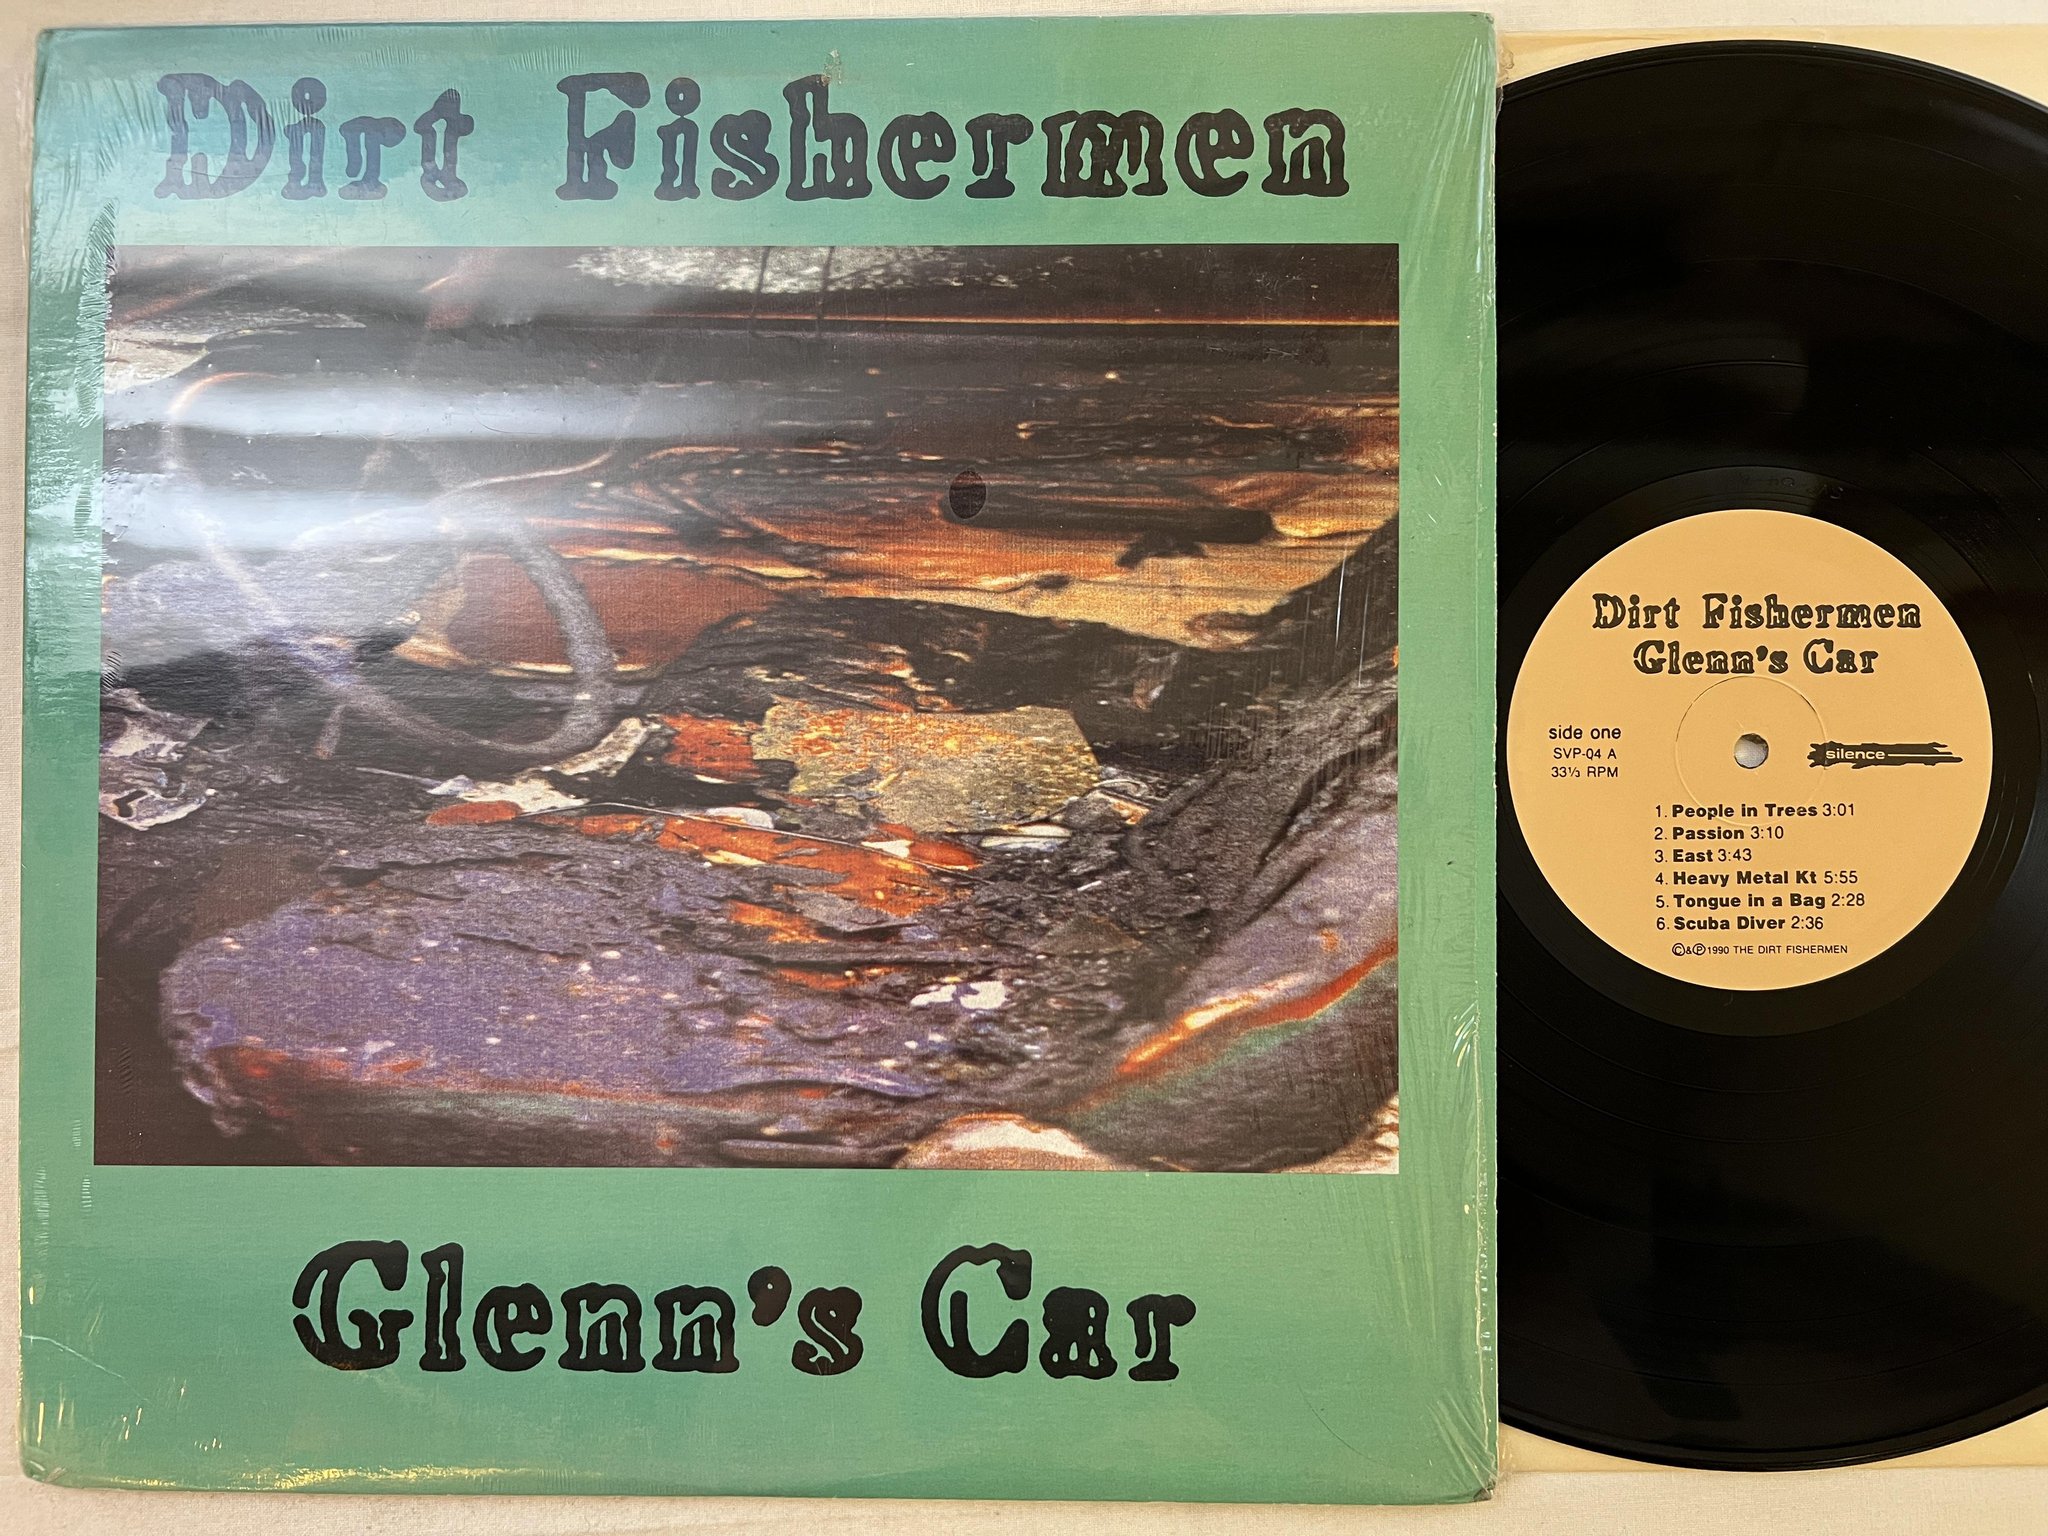 Dirt Fishermen
Glenn's Car
Dirt Fishermen
Glenn's Car
side one
SVP-04 A
33⅓ RPM
silence
1. People in Trees 3:01
2. Passion 3:10
3. East 3:43
4. Heavy Metal Kt 5:55
5. Tongue in a Bag 2:28
6. Scuba Diver 2:36
©&℗1990 THE DIRT FISHERMEN